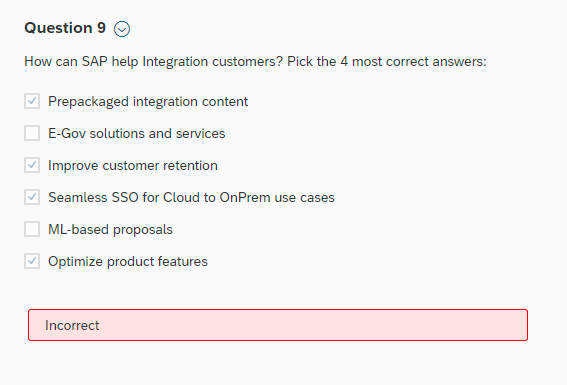 Question 9
How can SAP help Integration customers? Pick the 4 most correct answers:
Prepackaged integration content
E-Gov solutions and services
Improve customer retention
Seamless SSO for Cloud to OnPrem use cases
ML-based proposals
Optimize product features
Incorrect